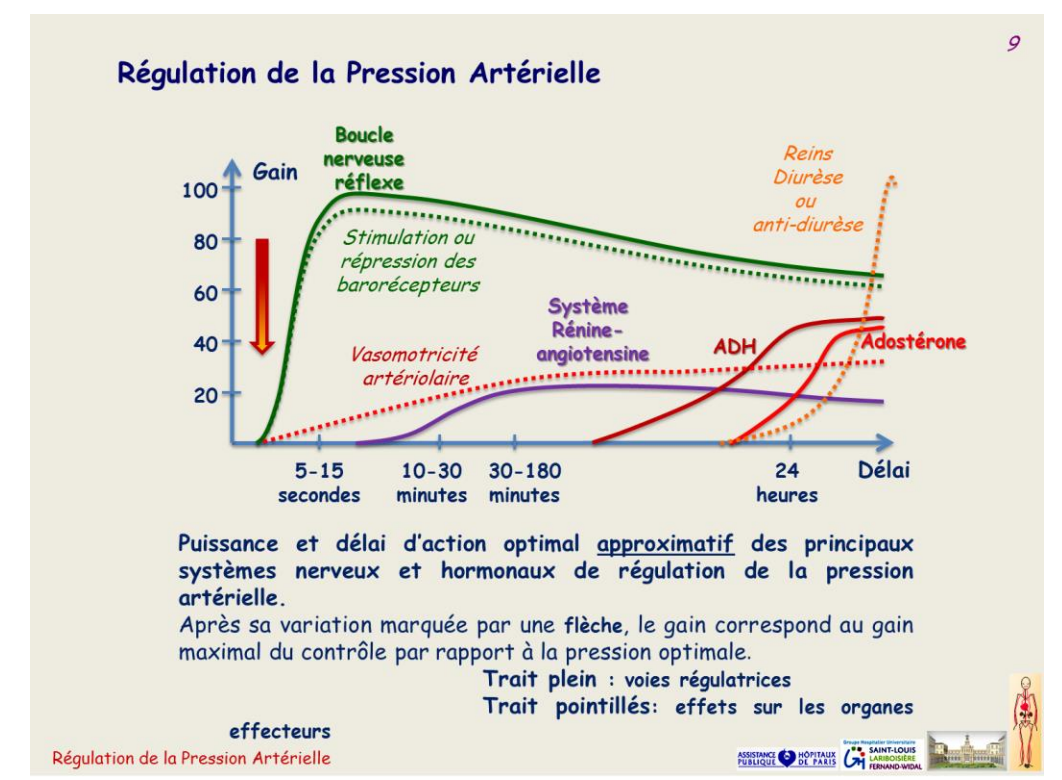 9
Régulation de la Pression Artérielle
Boucle
nerveuse
réflexe
Gain
Reins
Diurèse
ou
anti-diurèse
100
80
60
40
20
Stimulation ou
répression des
barorécepteurs
Système
Rénine-
angiotensine
Vasomotricité
artériolaire
ADH
Adostérone
5-15
secondes
10-30
minutes
30-180
minutes
24
heures
Délai
Puissance et délai d'action optimal approximatif des principaux
systèmes nerveux et hormonaux de régulation de la pression
artérielle.
Après sa variation marquée par une flèche, le gain correspond au gain
maximal du contrôle par rapport à la pression optimale.
Trait plein : voies régulatrices
Trait pointillés: effets sur les organes
effecteurs
Régulation de la Pression Artérielle
ASSISTANCE HÔPITAUX
PUBLIQUE DE PARIS
Groupe Hospitalier Universitaire
SAINT-LOUIS
LARIBOISIÈRE
FERNAND-WIDAL